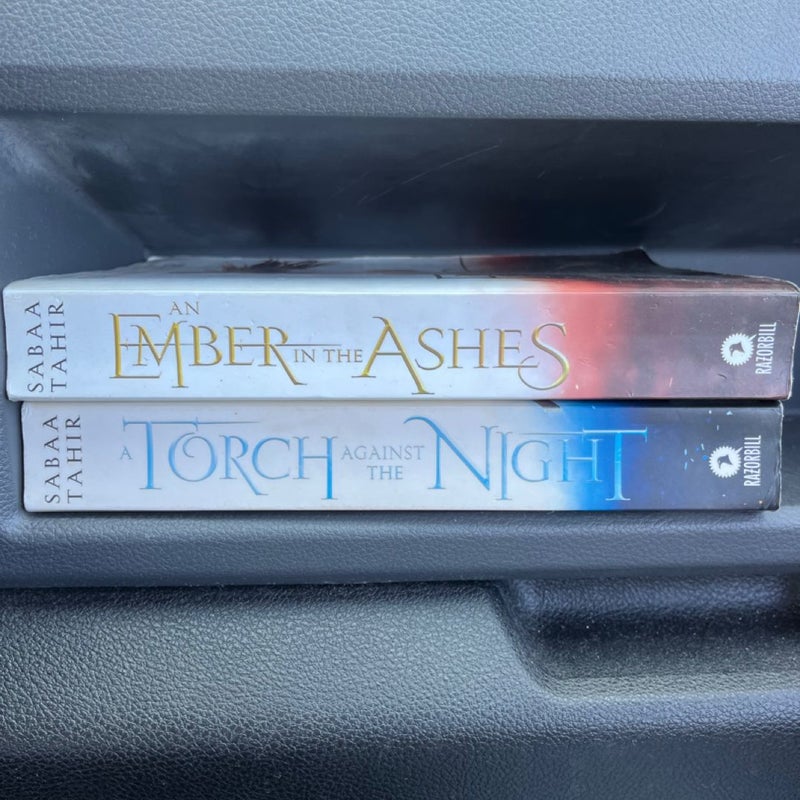 SABAA TAHIR
AN EMBER IN THE ASHES
RAZORBILL
SABAA TAHIR
A TORCH AGAINST THE NIGHT
RAZORBILL